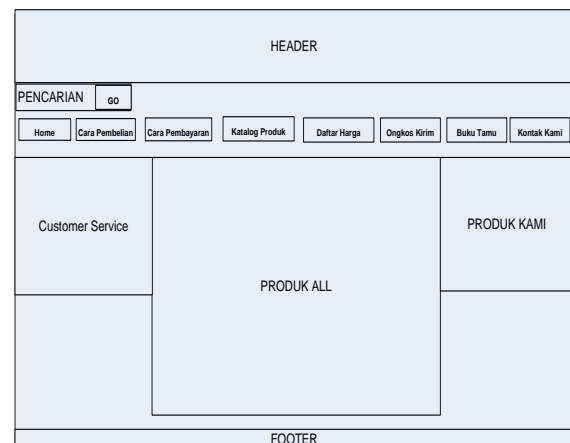 HEADER
PENCARIAN GO
Home Cara Pembelian Cara Pembayaran Katalog Produk Daftar Harga Ongkos Kirim Buku Tamu Kontak Kami
Customer Service
PRODUK KAMI
PRODUK ALL
FOOTER